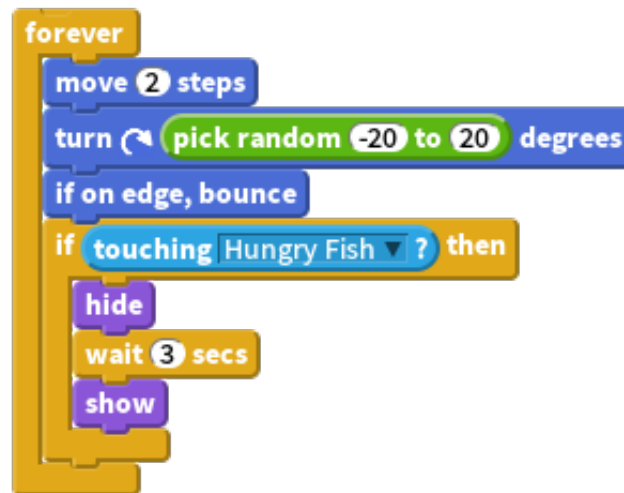 forever
move 2 steps
turn pick random -20 to 20 degrees
if on edge, bounce
if touching Hungry Fish ? then
hide
wait 3 secs
show